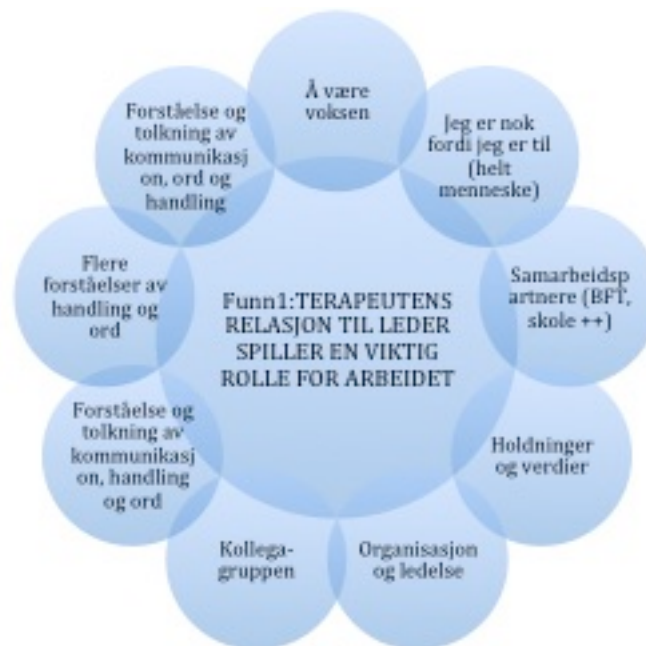 Å være
voksen
Jeg er nok
fordi jeg er til
(helt
menneske)
Samarbeidsp
artnere (BFT,
skole ++)
Holdninger
og verdier
Organisasjon
og ledelse
Kollega-
gruppen
Forståelse og
tolkning av
kommunikasj
on, handling
og ord
Flere
forståelser av
handling og
ord
Forståelse og
tolkning av
kommunikasj
on, ord og
handling
Funn1:TERAPEUTENS
RELASJON TIL LEDER
SPILLER EN VIKTIG
ROLLE FOR ARBEIDET